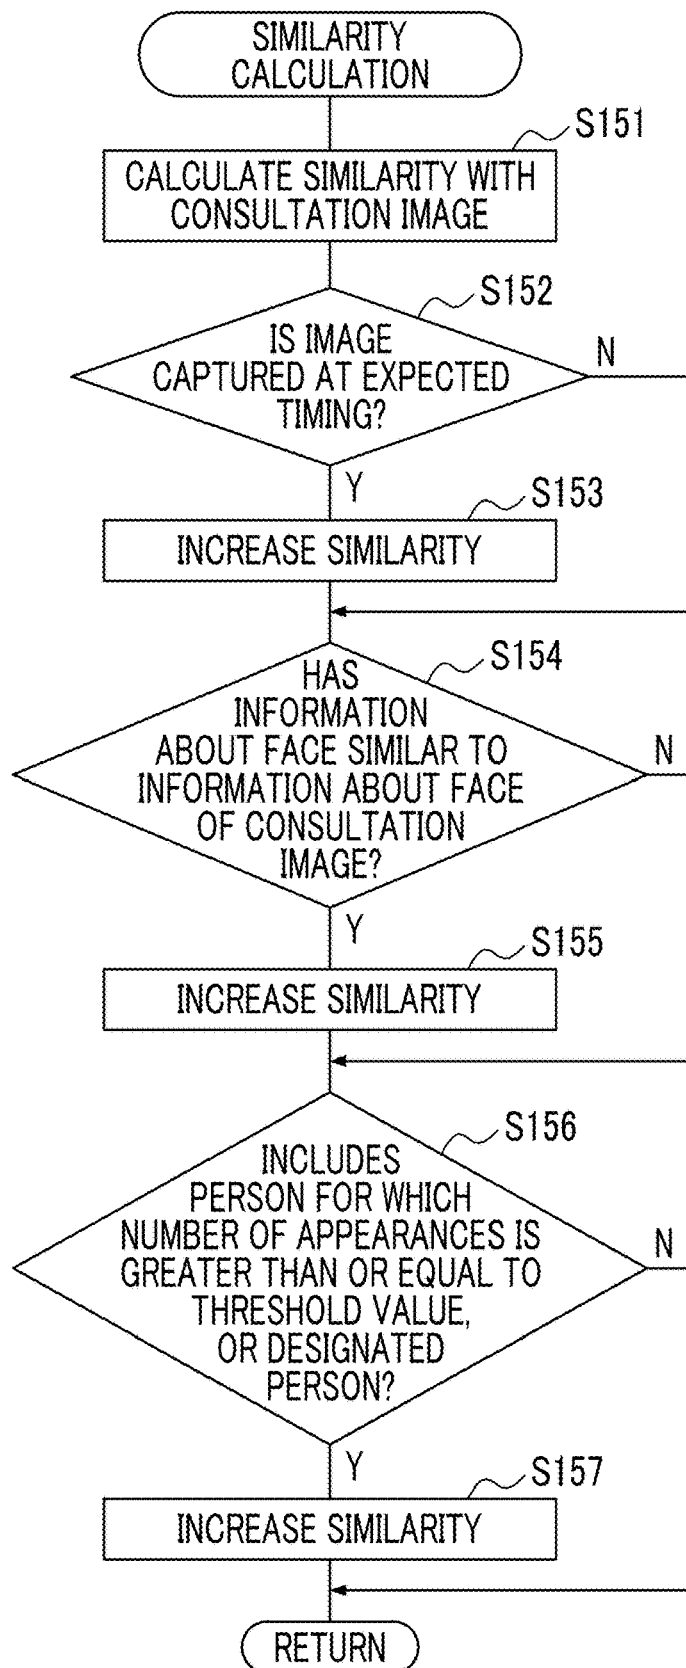 SIMILARITY
CALCULATION
S151
CALCULATE SIMILARITY WITH
CONSULTATION IMAGE
S152
IS IMAGE
CAPTURED AT EXPECTED
TIMING?
N
Y
S153
INCREASE SIMILARITY
S154
HAS
INFORMATION
ABOUT FACE SIMILAR TO
INFORMATION ABOUT FACE
OF CONSULTATION
IMAGE?
N
Y
S155
INCREASE SIMILARITY
S156
INCLUDES
PERSON FOR WHICH
NUMBER OF APPEARANCES IS
GREATER THAN OR EQUAL TO
THRESHOLD VALUE,
OR DESIGNATED
PERSON?
N
Y
S157
INCREASE SIMILARITY
RETURN